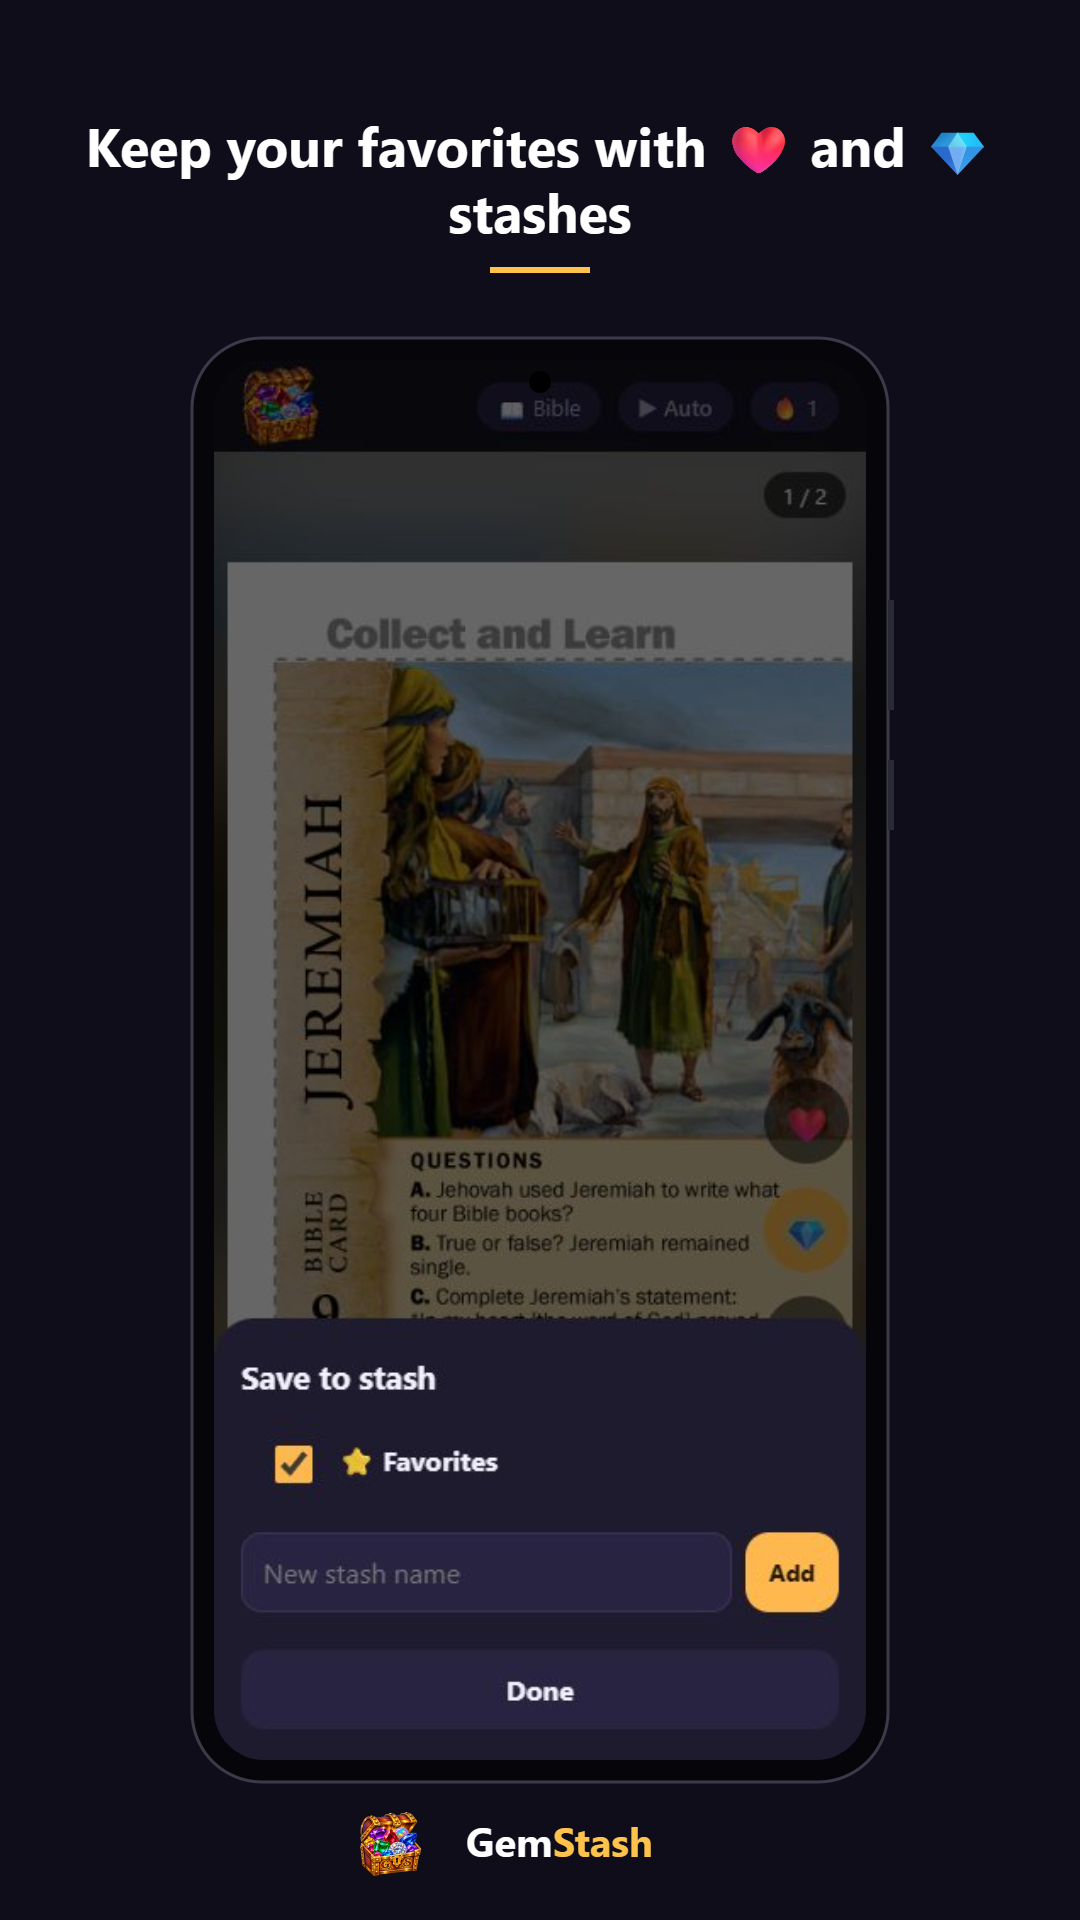 Keep your favorites with ❤️ and 💎
stashes
Bible
Auto
1
1 / 2
Collect and Learn
JEREMIAH
QUESTIONS
A. Jehovah used Jeremiah to write what
four Bible books?
B. True or false? Jeremiah remained
single.
C. Complete Jeremiah's statement:
BIBLE
CARD
9
Save to stash
Favorites
New stash name
Add
Done
GemStash